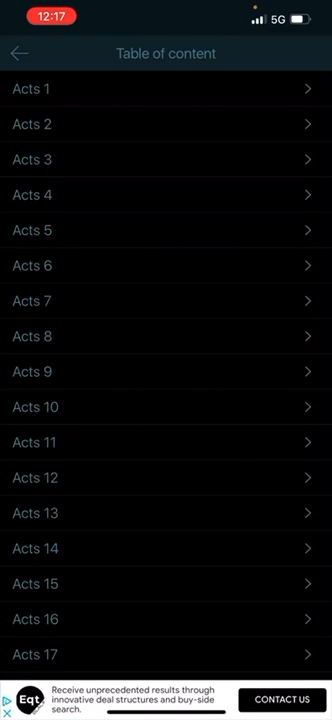 12:17
5G
Table of content
Acts 1
Acts 2
Acts 3
Acts 4
Acts 5
Acts 6
Acts 7
Acts 8
Acts 9
Acts 10
Acts 11
Acts 12
Acts 13
Acts 14
Acts 15
Acts 16
Acts 17
Eqt
Receive unprecedented results through
innovative deal structures and buy-side
search.
CONTACT US